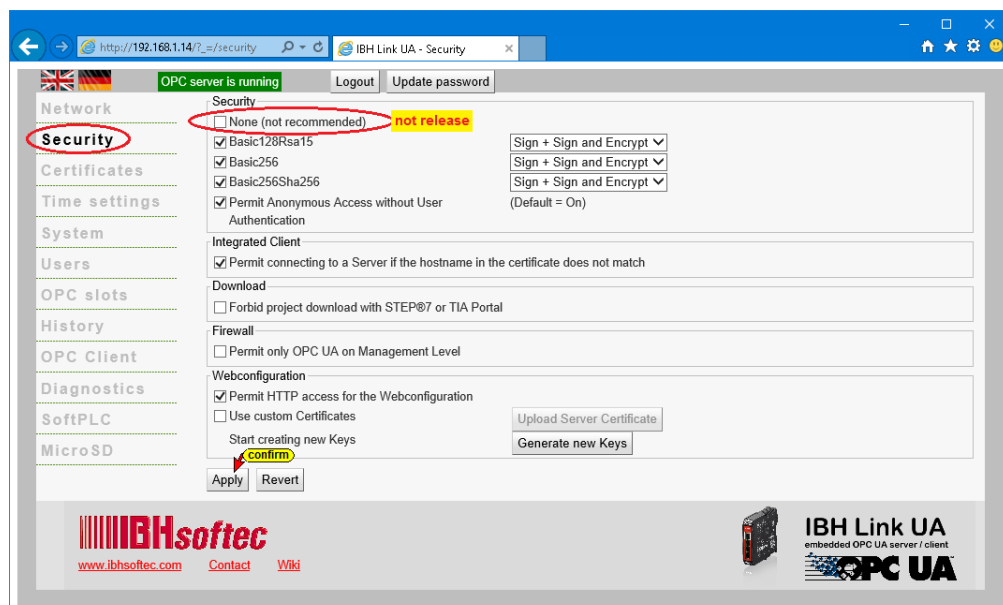 http://192.168.1.14/?_=/security
IBH Link UA - Security
OPC server is running
Logout
Update password
Network
Security
Certificates
Time settings
System
Users
OPC slots
History
OPC Client
Diagnostics
SoftPLC
MicroSD
Security
None (not recommended)
not release
Basic128Rsa15
Sign + Sign and Encrypt
Basic256
Sign + Sign and Encrypt
Basic256Sha256
Sign + Sign and Encrypt
Permit Anonymous Access without User
Authentication
(Default = On)
Integrated Client
Permit connecting to a Server if the hostname in the certificate does not match
Download
Forbid project download with STEP®7 or TIA Portal
Firewall
Permit only OPC UA on Management Level
Webconfiguration
Permit HTTP access for the Webconfiguration
Use custom Certificates
Upload Server Certificate
Start creating new Keys
Generate new Keys
confirm
Apply
Revert
IBHsoftec
www.ibhsoftec.com
Contact
Wiki
IBH Link UA
embedded OPC UA server / client
OPC UA